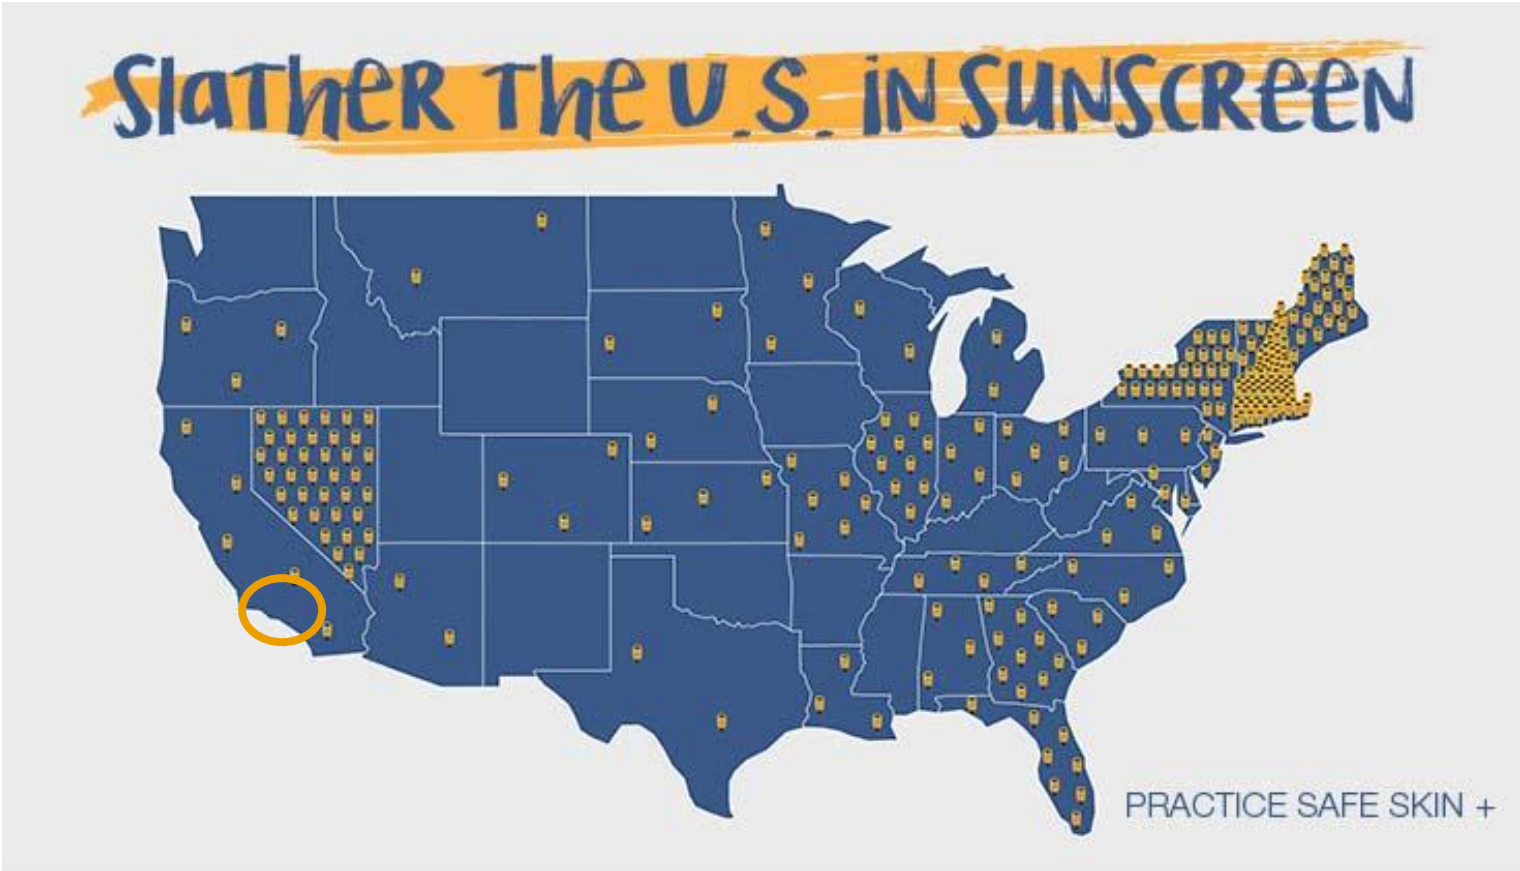 SlaTheR The U.S. iN SUNSCReeN
PRACTICE SAFE SKIN +